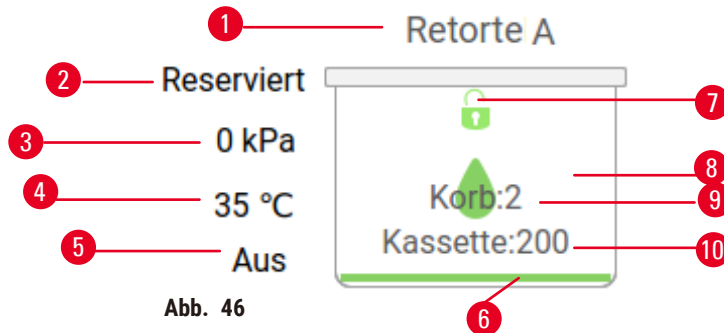 1
Retorte A
2
Reserviert
7
3
0 kPa
8
4
35 °C
Korb:2
9
5
Aus
Kassette:200
10
Abb. 46
6